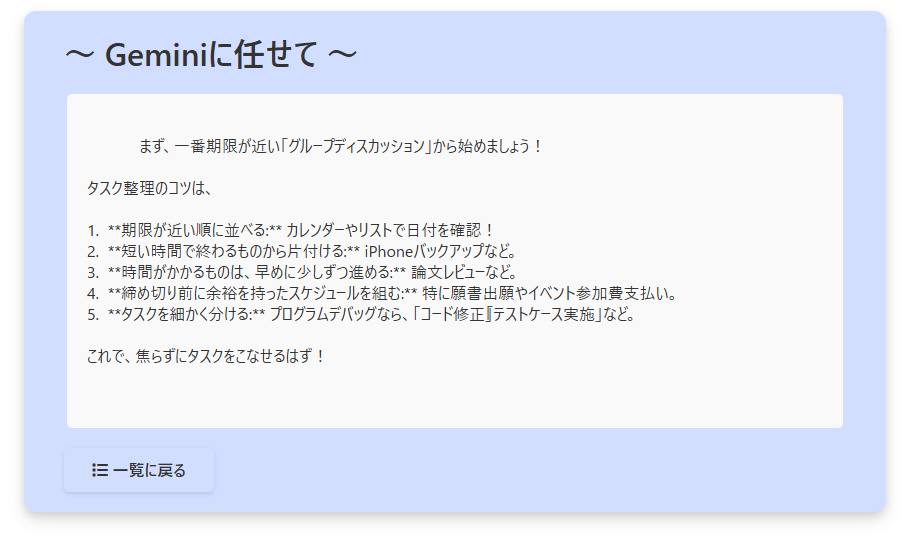 ～ Geminiに任せて ～
まず、一番期限が近い「グループディスカッション」から始めましょう！
タスク整理のコツは、
1. **期限が近い順に並べる:** カレンダーやリストで日付を確認！
2. **短い時間で終わるものから片付ける:** iPhoneバックアップなど。
3. **時間がかかるものは、早めに少しずつ進める:** 論文レビューなど。
4. **締め切り前に余裕を持ったスケジュールを組む:** 特に願書出願やイベント参加費支払い。
5. **タスクを細かく分ける:** プログラムデバッグなら、「コード修正」「テストケース実施」など。
これで、焦らずにタスクをこなせるはず！
一覧に戻る